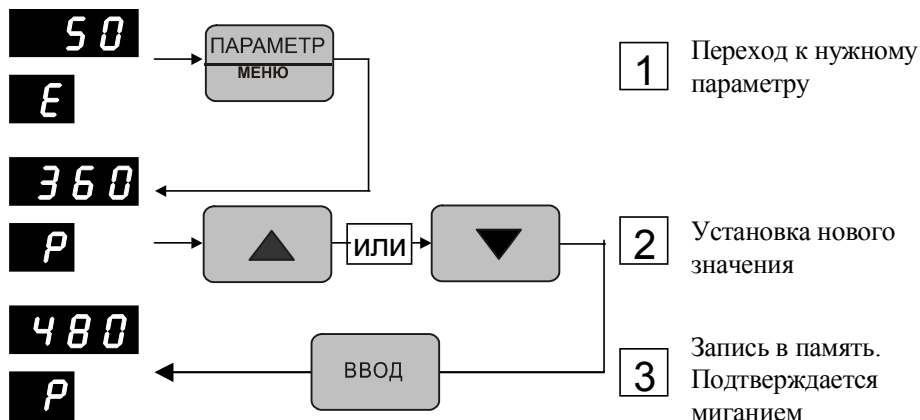 50
ПАРАМЕТР
МЕНЮ
E
1
Переход к нужному
параметру
360
P
или
2
Установка нового
значения
480
P
ВВОД
3
Запись в память.
Подтверждается
миганием